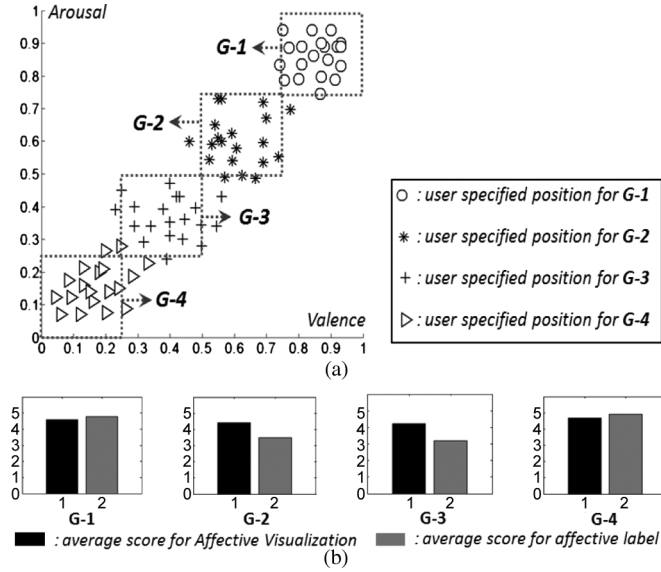 Arousal
1
0.9
0.8
0.7
0.6
0.5
0.4
0.3
0.2
0.1
0
G-1
G-2
G-3
G-4
Valence
0 0.1 0.2 0.3 0.4 0.5 0.6 0.7 0.8 0.9 1
(a)
: user specified position for G-1
: user specified position for G-2
: user specified position for G-3
: user specified position for G-4
5
4
3
2
1
0
1 2
G-1
5
4
3
2
1
0
1 2
G-2
5
4
3
2
1
0
1 2
G-3
5
4
3
2
1
0
1 2
G-4
: average score for Affective Visualization
: average score for affective label
(b)